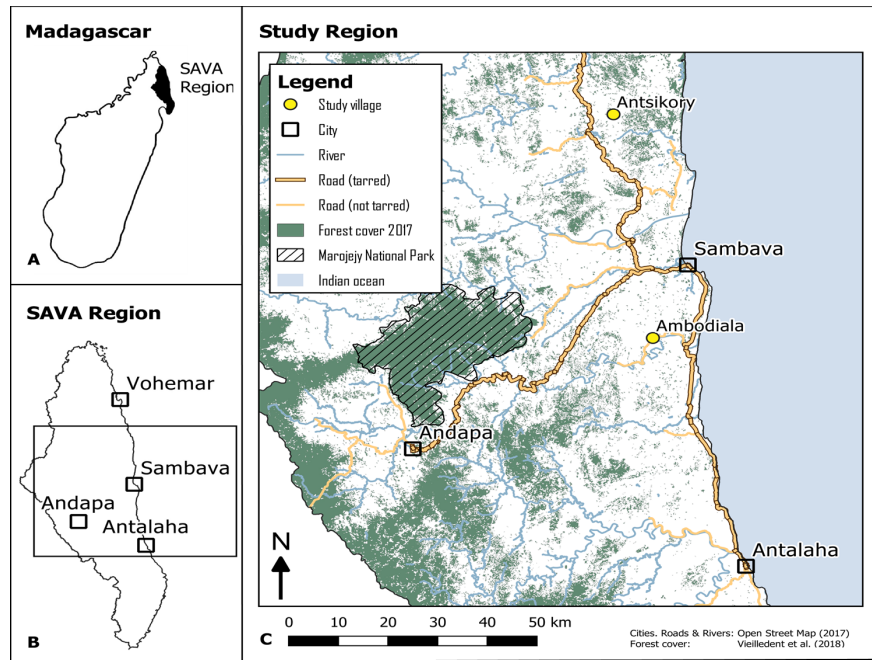 Madagascar
SAVA
Region
A
SAVA Region
Vohemar
Sambava
Andapa
Antalaha
B
Study Region
Legend
Study village
City
River
Road (tarred)
Road (not tarred)
Forest cover 2017
Marojejy National Park
Indian ocean
Antsikory
Sambava
Ambodiala
Andapa
Antalaha
N
0 10 20 30 40 50 km
C
Cities. Roads & Rivers: Open Street Map (2017)
Forest cover: Vieilledent et al. (2018)